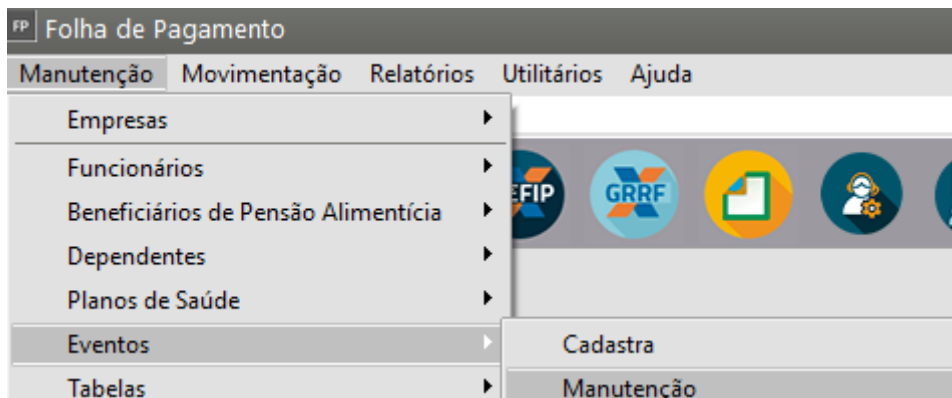 FP Folha de Pagamento
Manutenção Movimentação Relatórios Utilitários Ajuda
Empresas
Funcionários
EFIP GRRF
Beneficiários de Pensão Alimentícia
Dependentes
Planos de Saúde
Eventos
Cadastra
Tabelas
Manutenção